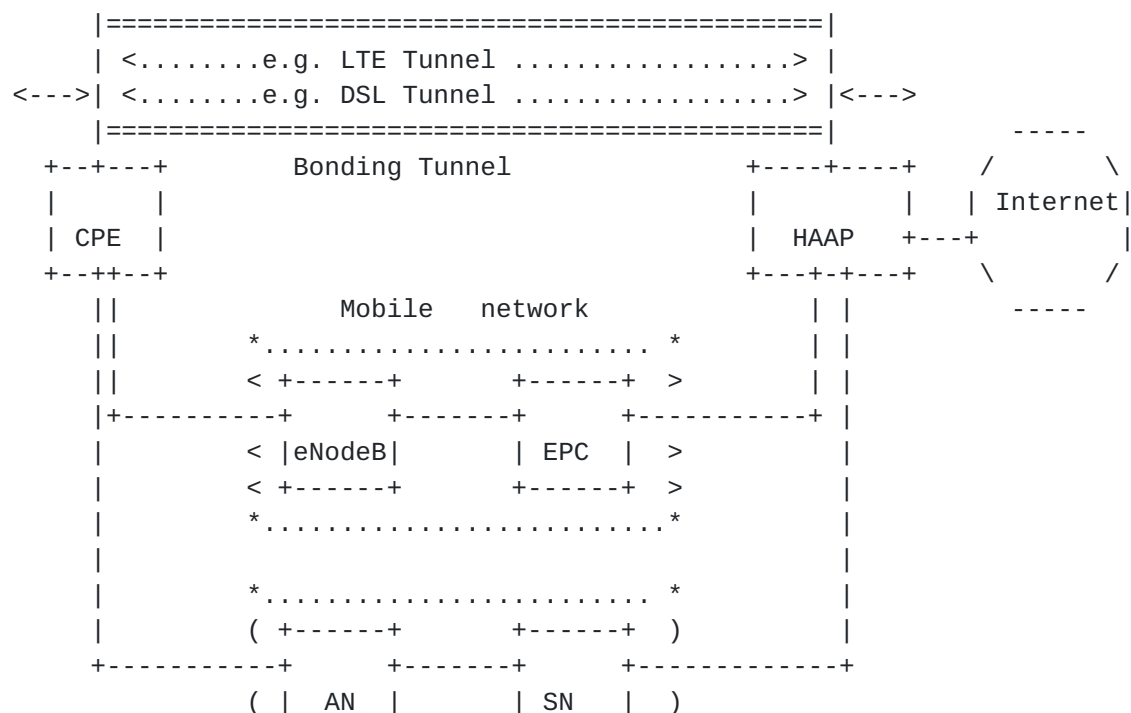 |==============================================|
| <........e.g. LTE Tunnel ..................> |
<--->| <........e.g. DSL Tunnel ..................> |<--->
|==============================================| -----
+--+---+ Bonding Tunnel +----+----+ / \
| | | | | Internet|
| CPE | | HAAP +---+ |
+--++--+ +---+-+---+ \ /
|| Mobile network | | -----
|| *......................... * | |
|| < +------+ +------+ > | |
|+-----------+ +-------+ +-----------+ |
| < |eNodeB| | EPC | > |
| < +------+ +------+ > |
| *..........................* |
| |
| *......................... * |
| ( +------+ +------+ ) |
+------------+ +-------+ +-------------+
( | AN | | SN | )